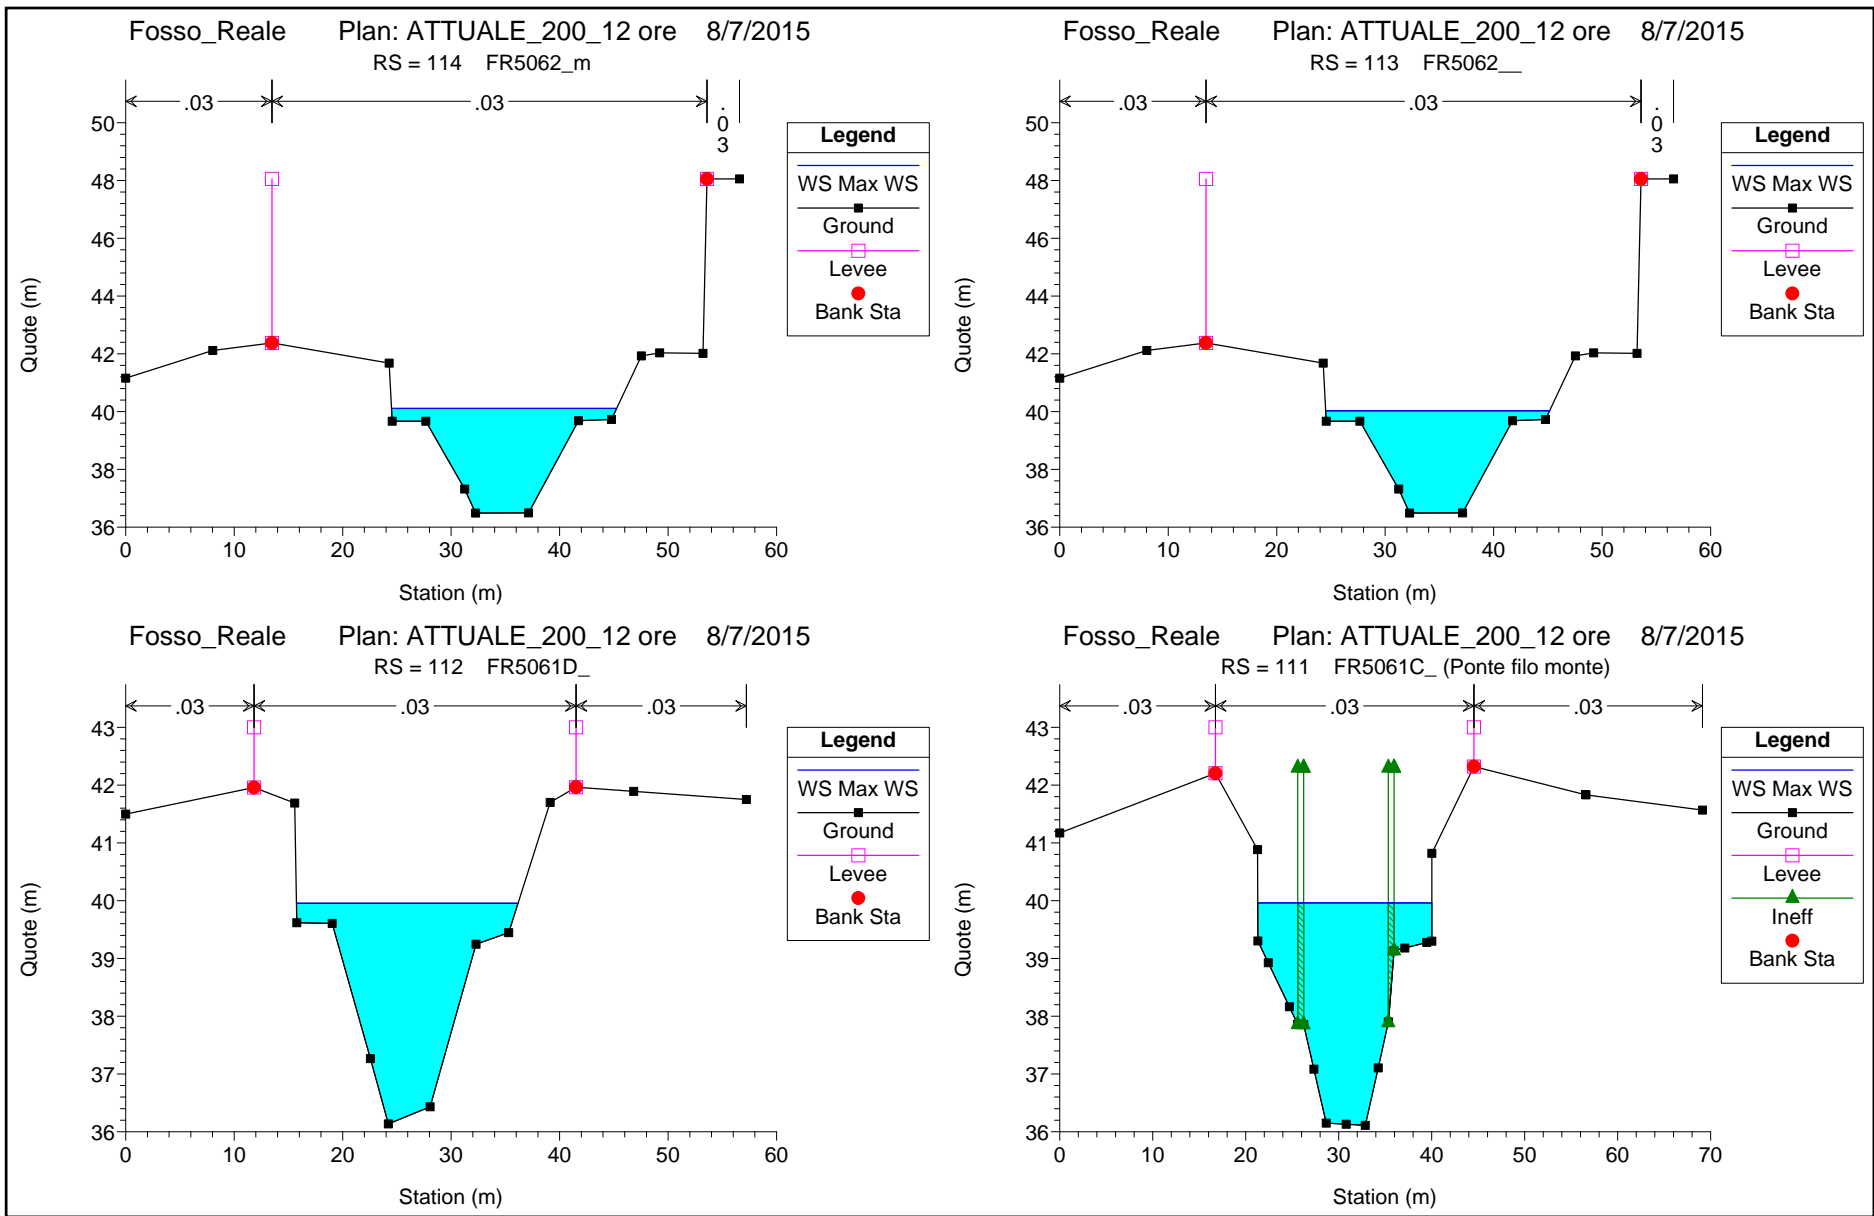 Fosso_Reale Plan: ATTUALE_200_12 ore 8/7/2015
RS = 114 FR5062_m
.03
.03
.03
50
48
46
44
42
40
38
36
0
10
20
30
40
50
60
Quote (m)
Station (m)
Legend
WS Max WS
Ground
Levee
Bank Sta
Fosso_Reale Plan: ATTUALE_200_12 ore 8/7/2015
RS = 113 FR5062__
.03
.03
.03
50
48
46
44
42
40
38
36
0
10
20
30
40
50
60
Quote (m)
Station (m)
Legend
WS Max WS
Ground
Levee
Bank Sta
Fosso_Reale Plan: ATTUALE_200_12 ore 8/7/2015
RS = 112 FR5061D_
.03
.03
.03
43
42
41
40
39
38
37
36
0
10
20
30
40
50
60
Quote (m)
Station (m)
Legend
WS Max WS
Ground
Levee
Bank Sta
Fosso_Reale Plan: ATTUALE_200_12 ore 8/7/2015
RS = 111 FR5061C_ (Ponte filo monte)
.03
.03
.03
43
42
41
40
39
38
37
36
0
10
20
30
40
50
60
70
Quote (m)
Station (m)
Legend
WS Max WS
Ground
Levee
Ineff
Bank Sta